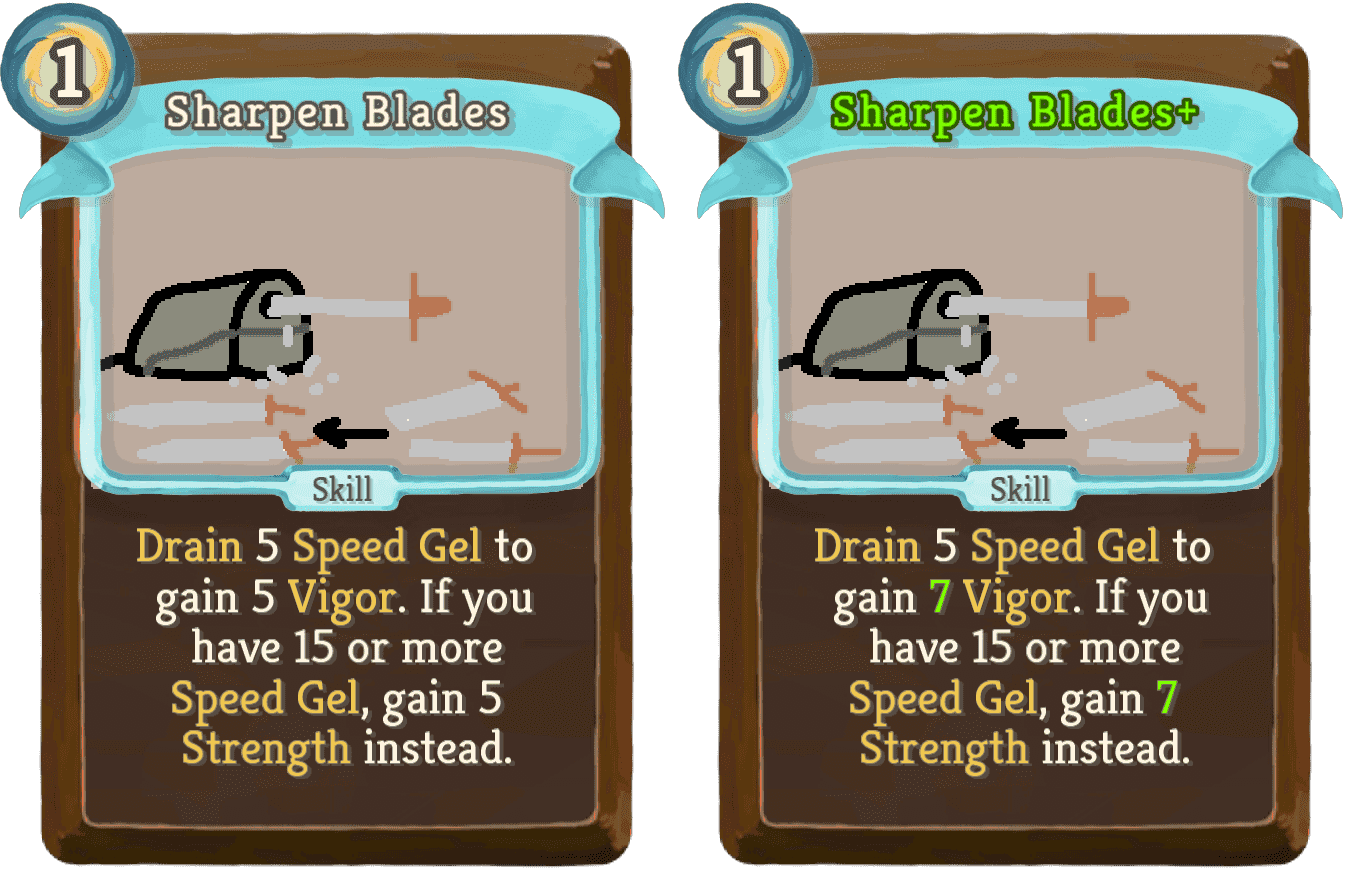 1
Sharpen Blades
Skill
Drain 5 Speed Gel to
gain 5 Vigor. If you
have 15 or more
Speed Gel, gain 5
Strength instead.
1
Sharpen Blades+
Skill
Drain 5 Speed Gel to
gain 7 Vigor. If you
have 15 or more
Speed Gel, gain 7
Strength instead.